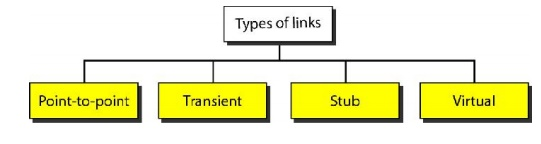 Types of links
Point-to-point
Transient
Stub
Virtual